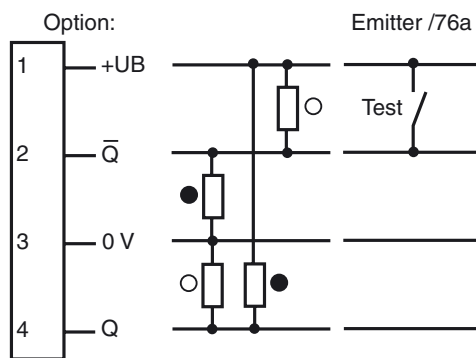 Option: Emitter /76a
1 +UB
Test
2 Q̅
3 0 V
4 Q